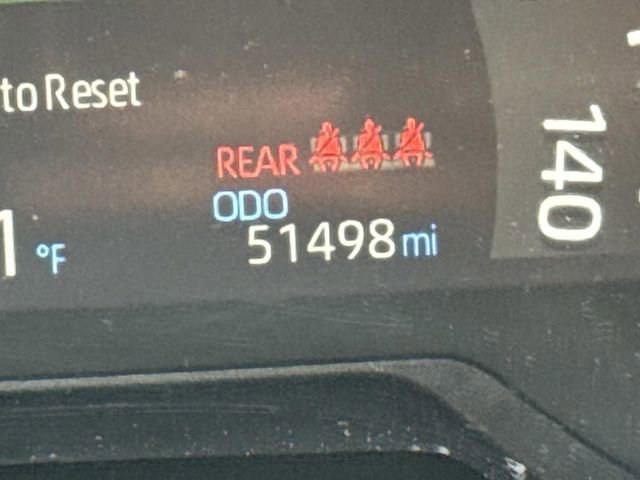 to Reset
REAR
ODO
51498 mi
°F
140